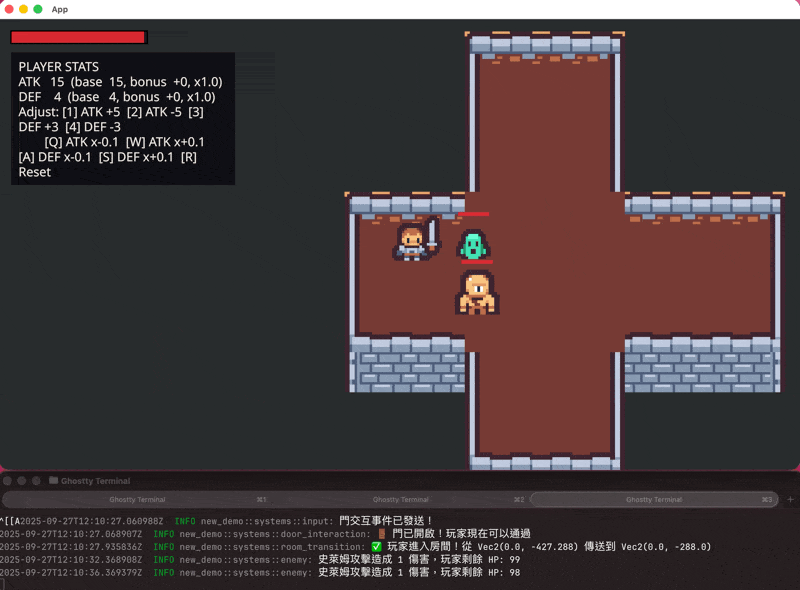 App
PLAYER STATS
ATK 15 (base 15, bonus +0, x1.0)
DEF 4 (base 4, bonus +0, x1.0)
Adjust: [1] ATK +5 [2] ATK -5 [3]
DEF +3 [4] DEF -3
[Q] ATK x-0.1 [W] ATK x+0.1
[A] DEF x-0.1 [S] DEF x+0.1 [R]
Reset
Ghostty Terminal
Ghostty Terminal ⌘1 Ghostty Terminal ⌘2 Ghostty Terminal ⌘3 +
^[[A2025-09-27T12:10:27.060988Z INFO new_demo::systems::input: 門交互事件已發送！
2025-09-27T12:10:27.068907Z INFO new_demo::systems::door_interaction: 🚪 門已開啟！玩家現在可以通過
2025-09-27T12:10:27.935836Z INFO new_demo::systems::room_transition: ✅ 玩家進入房間！從 Vec2(0.0, -427.288) 傳送到 Vec2(0.0, -288.0)
2025-09-27T12:10:32.368908Z INFO new_demo::systems::enemy: 史萊姆攻擊造成 1 傷害，玩家剩餘 HP: 99
2025-09-27T12:10:36.369379Z INFO new_demo::systems::enemy: 史萊姆攻擊造成 1 傷害，玩家剩餘 HP: 98